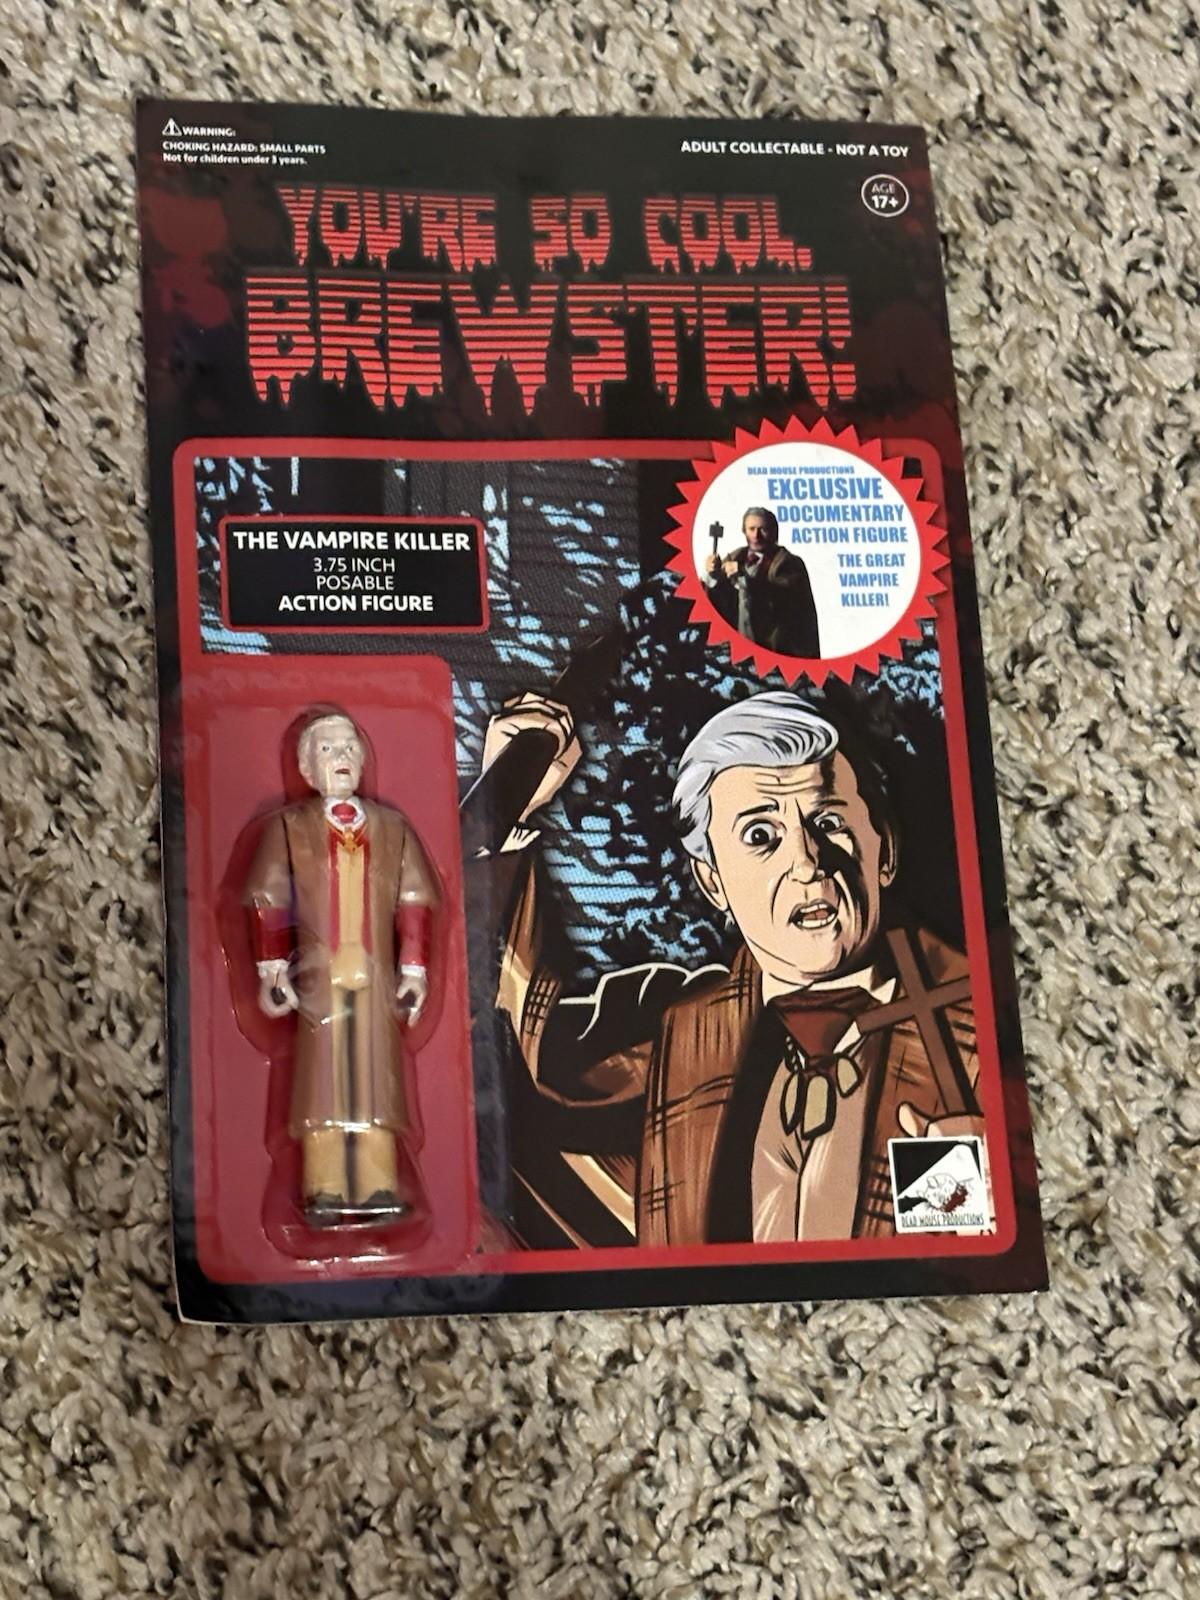 WARNING:
CHOKING HAZARD: SMALL PARTS
Not for children under 3 years.
ADULT COLLECTABLE - NOT A TOY
AGE
17+
YOU'RE SO COOL,
BREWSTER!
DEAD MOUSE PRODUCTIONS
EXCLUSIVE
DOCUMENTARY
ACTION FIGURE
THE GREAT
VAMPIRE
KILLER!
THE VAMPIRE KILLER
3.75 INCH
POSABLE
ACTION FIGURE
DEAD MOUSE PRODUCTIONS